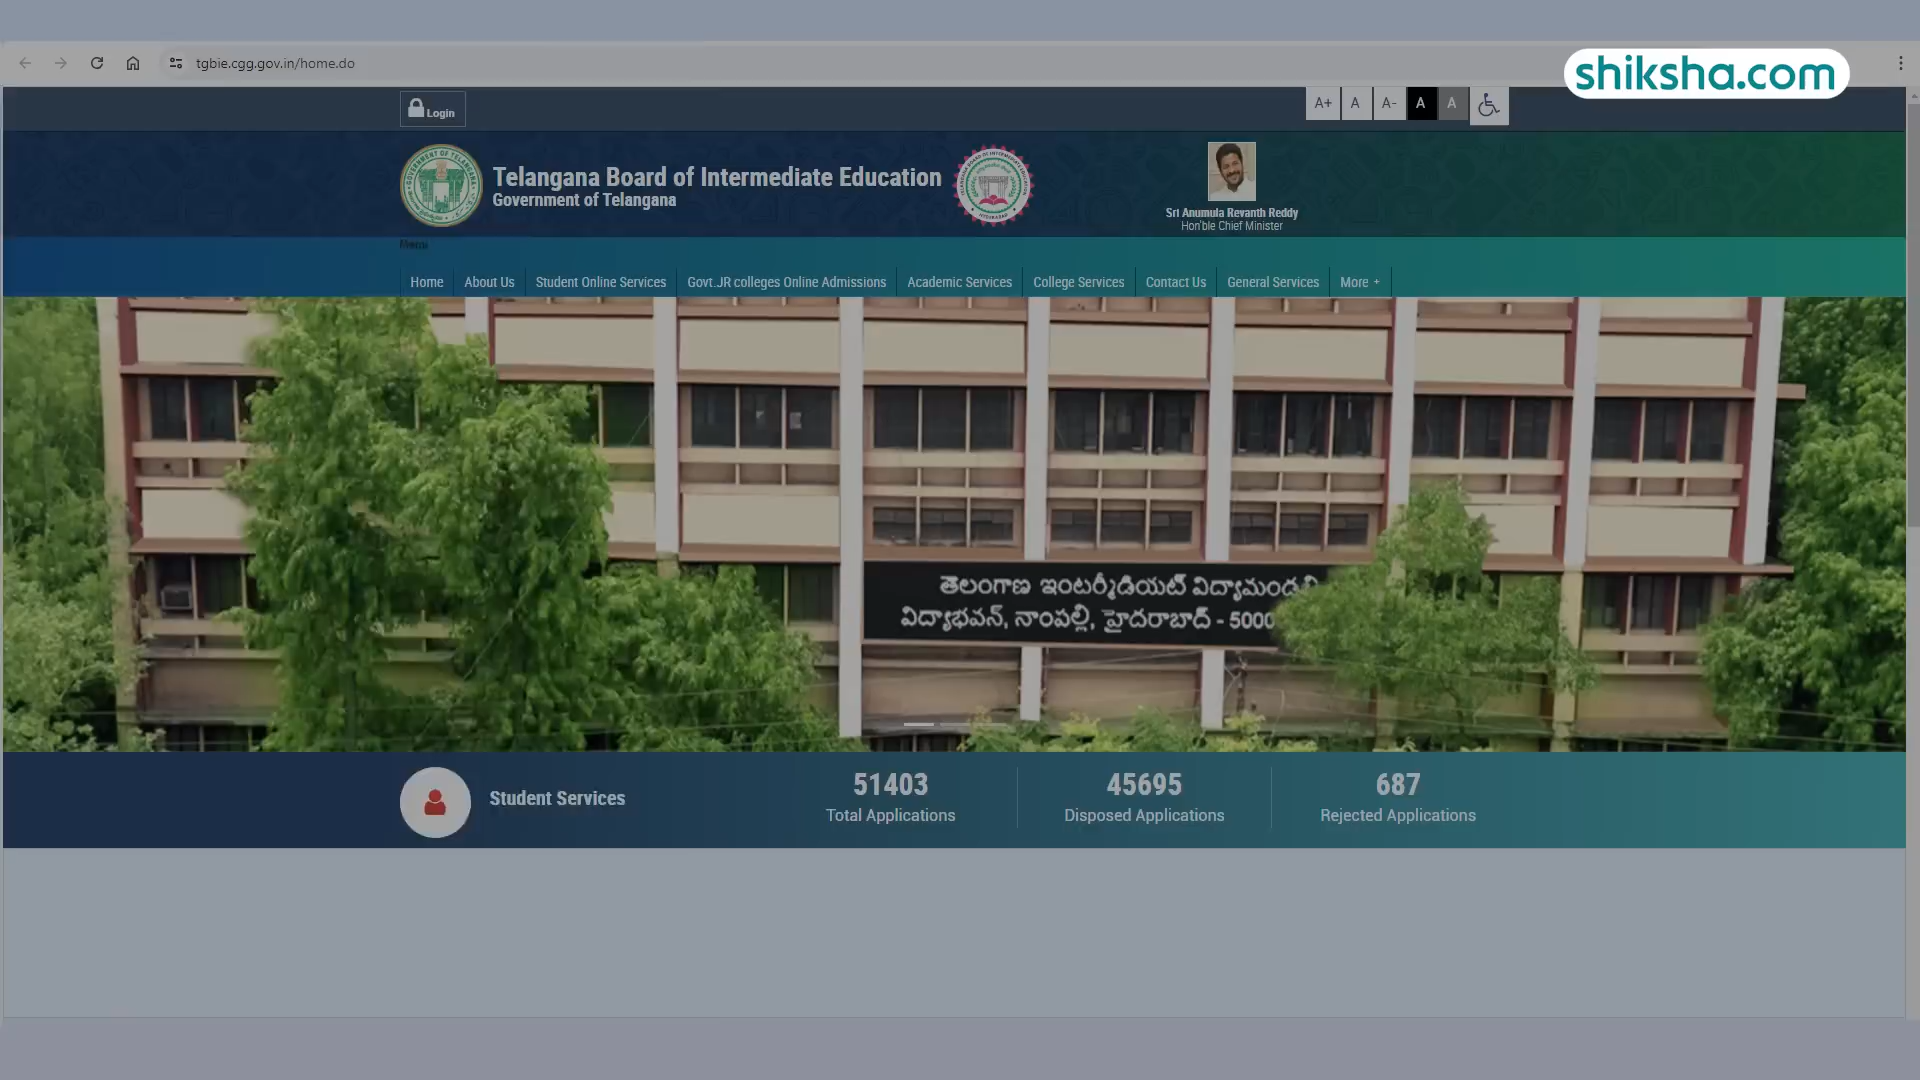 tgbie.cgg.gov.in/home.do
shiksha.com
Login
A+ A A- A A
Telangana Board of Intermediate Education
Government of Telangana
Sri Anumula Revanth Reddy
Hon'ble Chief Minister
Menu
Home About Us Student Online Services Govt.JR colleges Online Admissions Academic Services College Services Contact Us General Services More +
తెలంగాణ ఇంటర్మీడియట్ విద్యామండలి
విద్యాభవన్, నాంపల్లి, హైదరాబాద్ - 5000
Student Services
51403
Total Applications
45695
Disposed Applications
687
Rejected Applications